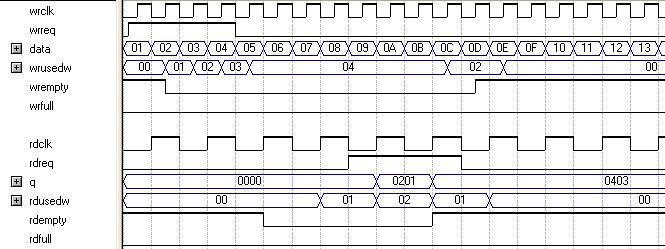 wrclk
wrreq
data 01 02 03 04 05 06 07 08 09 0A 0B 0C 0D 0E 0F 10 11 12 13
wrusedw 00 01 02 03 04 02 00
wrempty
wrfull
rdclk
rdreq
q 0000 0201 0403
rdusedw 00 01 02 01 00
rdempty
rdfull